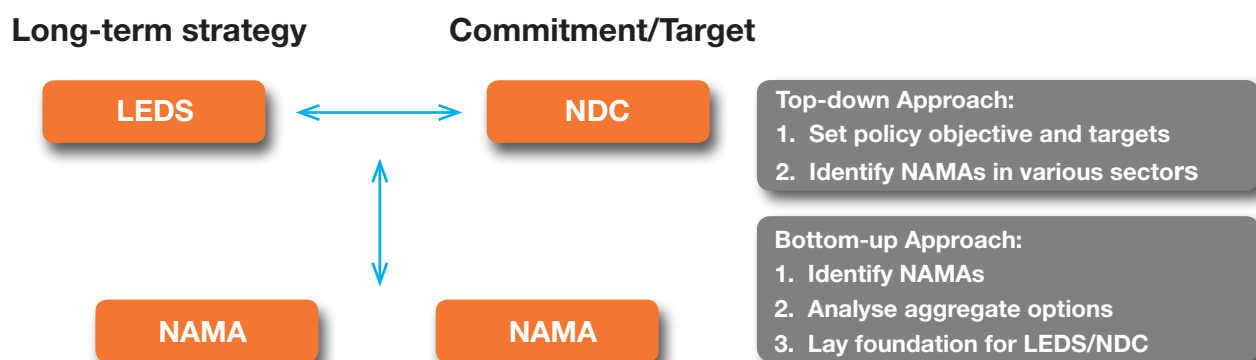 Long-term strategy
Commitment/Target
LEDS
NDC
Top-down Approach:
1. Set policy objective and targets
2. Identify NAMAs in various sectors
Bottom-up Approach:
1. Identify NAMAs
2. Analyse aggregate options
3. Lay foundation for LEDS/NDC
NAMA
NAMA